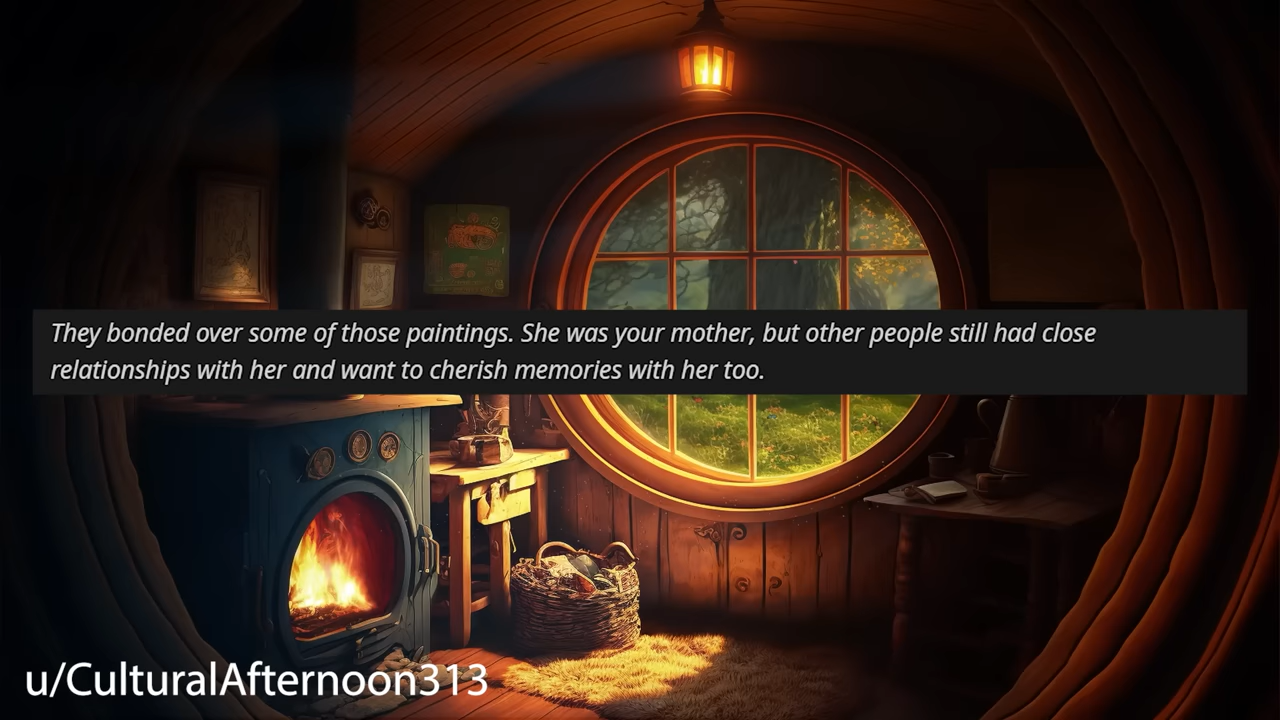 They bonded over some of those paintings. She was your mother, but other people still had close
relationships with her and want to cherish memories with her too.
u/CulturalAfternoon313